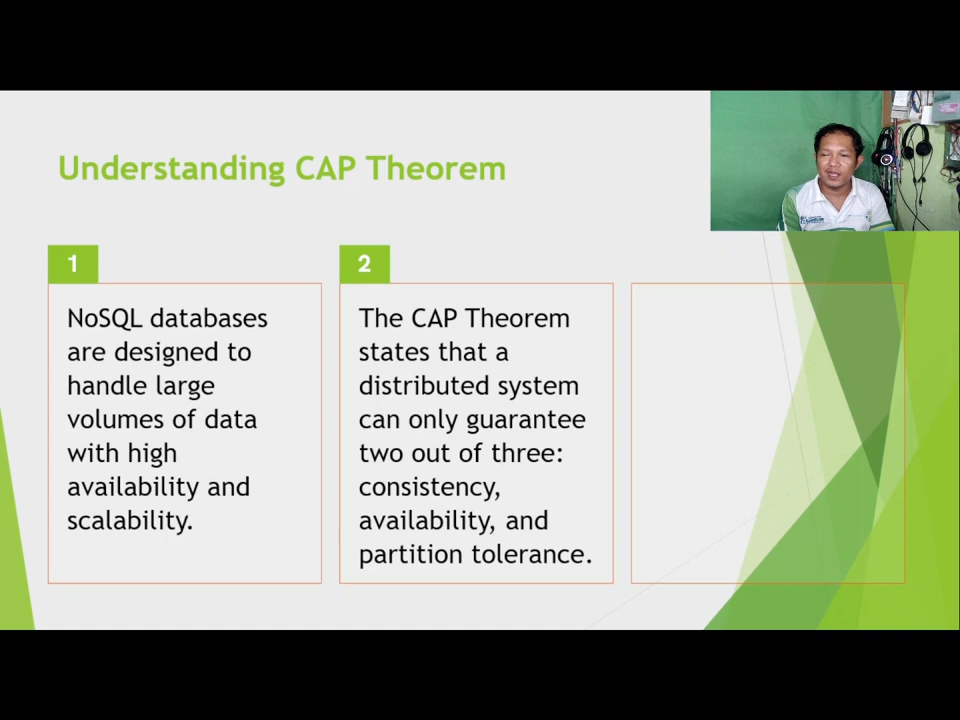 Understanding CAP Theorem
1
NoSQL databases
are designed to
handle large
volumes of data
with high
availability and
scalability.
2
The CAP Theorem
states that a
distributed system
can only guarantee
two out of three:
consistency,
availability, and
partition tolerance.